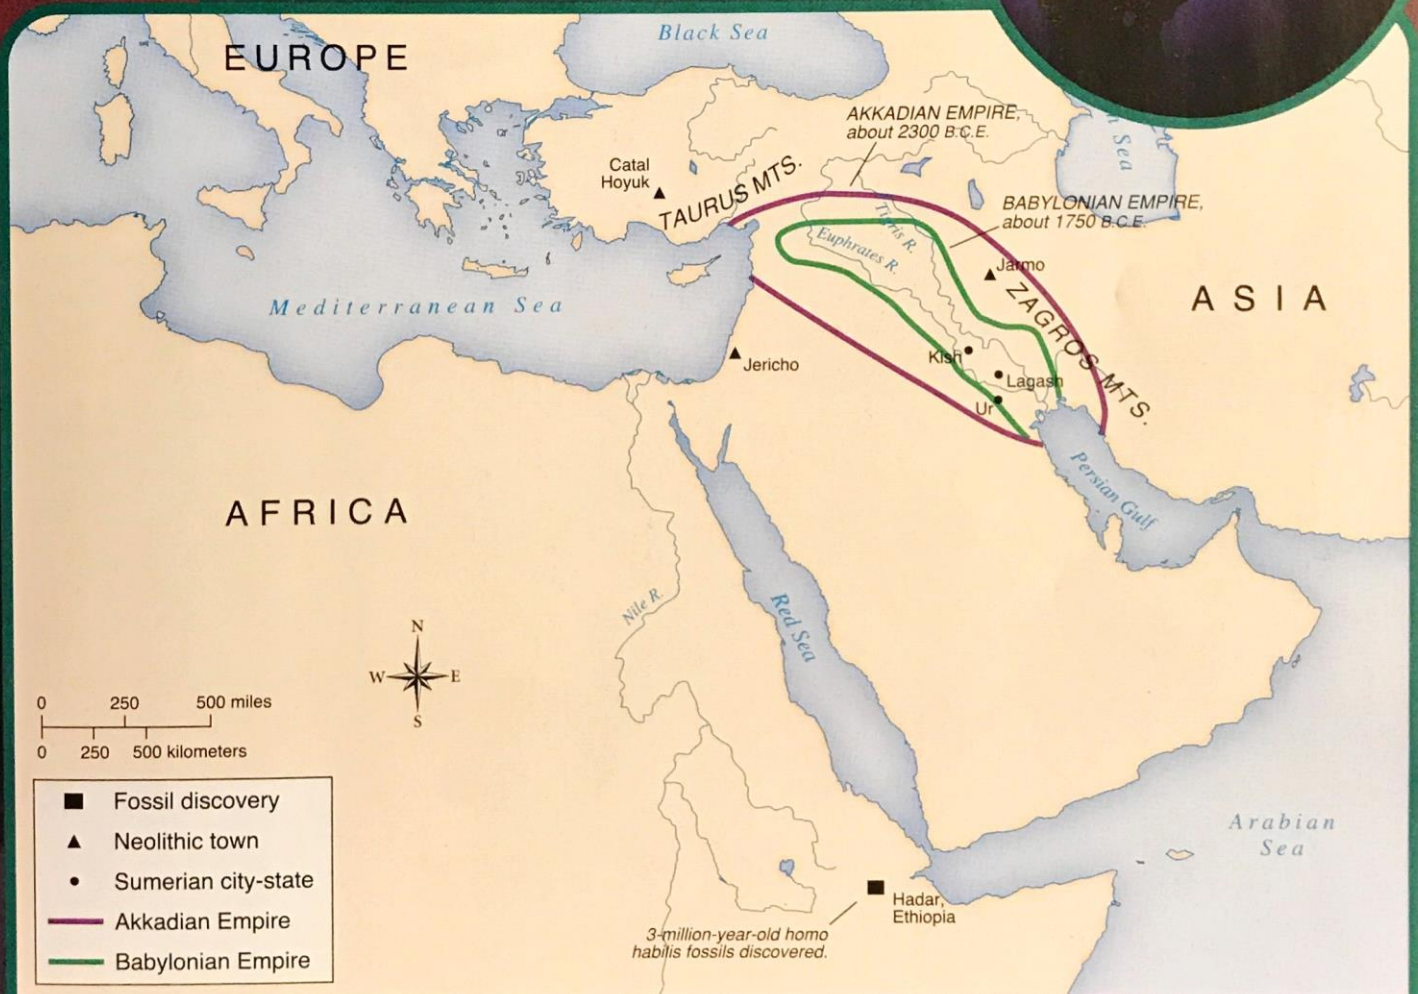 EUROPE
Black Sea
AKKADIAN EMPIRE,
about 2300 B.C.E.
Sea
Catal
Hoyuk
TAURUS MTS.
BABYLONIAN EMPIRE,
about 1750 B.C.E.
Tigris R.
Euphrates R.
Jarmo
ZAGROS MTS.
ASIA
Mediterranean Sea
Jericho
Kish
Lagash
Ur
Persian Gulf
AFRICA
Nile R.
Red Sea
N
W
E
S
0 250 500 miles
0 250 500 kilometers
Fossil discovery
Neolithic town
Sumerian city-state
Akkadian Empire
Babylonian Empire
Arabian
Sea
Hadar,
Ethiopia
3-million-year-old homo
habilis fossils discovered.